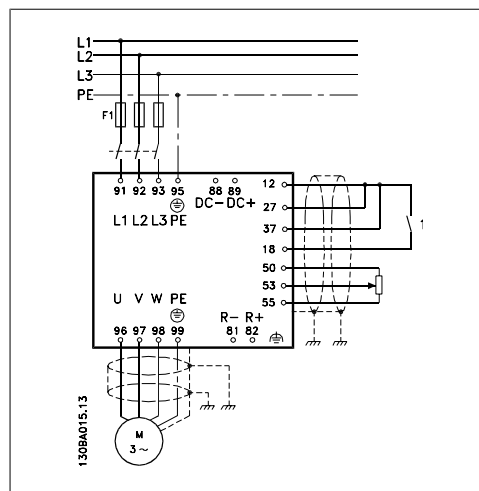 L1
L2
L3
PE
F1
91 92 93 95 88 89 12
DC- DC+
27
L1 L2 L3 PE
37
18
1
50
53
U V W PE
R- R+
55
96 97 98 99 81 82
M
3 ~
130BA015.13